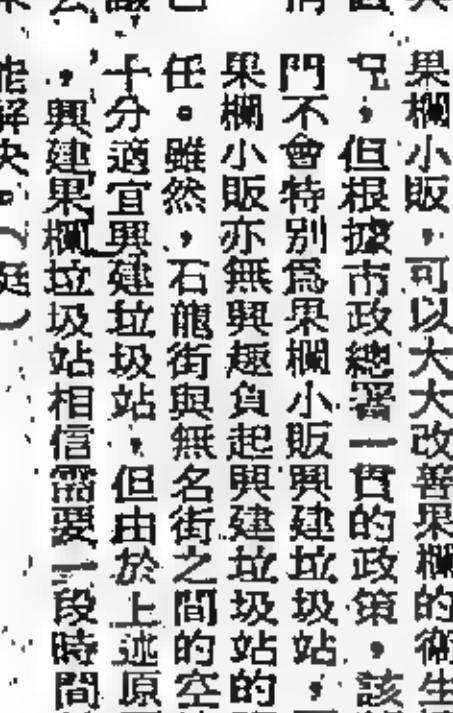 果欄小販，可以大大改善果欄的衛生
但根據市政總署一貫的政策。該
門不會特別為果欄小販興建垃圾站，
果欄小販亦無興趣負起興建垃圾站的
任。雖然，石龍街與無名街之間的空
十分適宜興建垃圾站，但由於上述原
，興建果欄垃圾站相信需要一段時間
能解決。